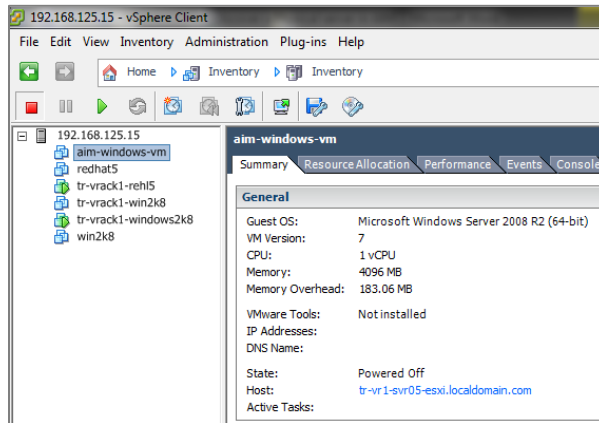 192.168.125.15 - vSphere Client
File Edit View Inventory Administration Plug-ins Help
Home Inventory Inventory
192.168.125.15
aim-windows-vm
redhat5
tr-vrack1-rehl5
tr-vrack1-win2k8
tr-vrack1-windows2k8
win2k8
aim-windows-vm
Summary Resource Allocation Performance Events Console
General
Guest OS: Microsoft Windows Server 2008 R2 (64-bit)
VM Version: 7
CPU: 1 vCPU
Memory: 4096 MB
Memory Overhead: 183.06 MB
VMware Tools: Not installed
IP Addresses:
DNS Name:
State: Powered Off
Host: tr-vr1-svr05-esxi.localdomain.com
Active Tasks: